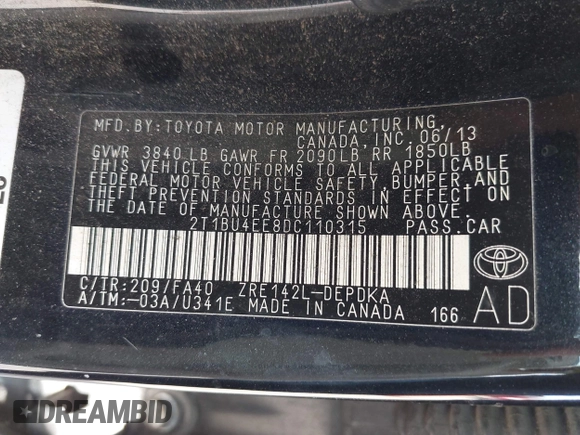 MFD.BY:TOYOTA MOTOR MANUFACTURING,
CANADA,INC.06/13
GVWR 3840 LB GAWR FR 2090LB RR 1850LB
THIS VEHICLE CONFORMS TO ALL APPLICABLE
FEDERAL MOTOR VEHICLE SAFETY,BUMPER,AND
THEFT PREVENTION STANDARDS IN EFFECT ON
THE DATE OF MANUFACTURE SHOWN ABOVE.
2T1BU4EE8DC110315 PASS.CAR
C/TR:209/FA40 ZRE142L-DEPDKA
A/TM:-03A/U341E MADE IN CANADA 166 AD
DREAMBID